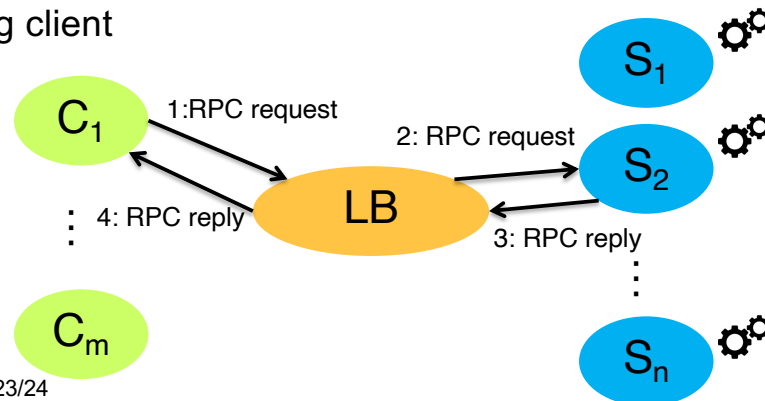 g client
S1
C1
1:RPC request
2: RPC request
S2
LB
4: RPC reply
3: RPC reply
⋮
⋮
Cm
Sn
23/24